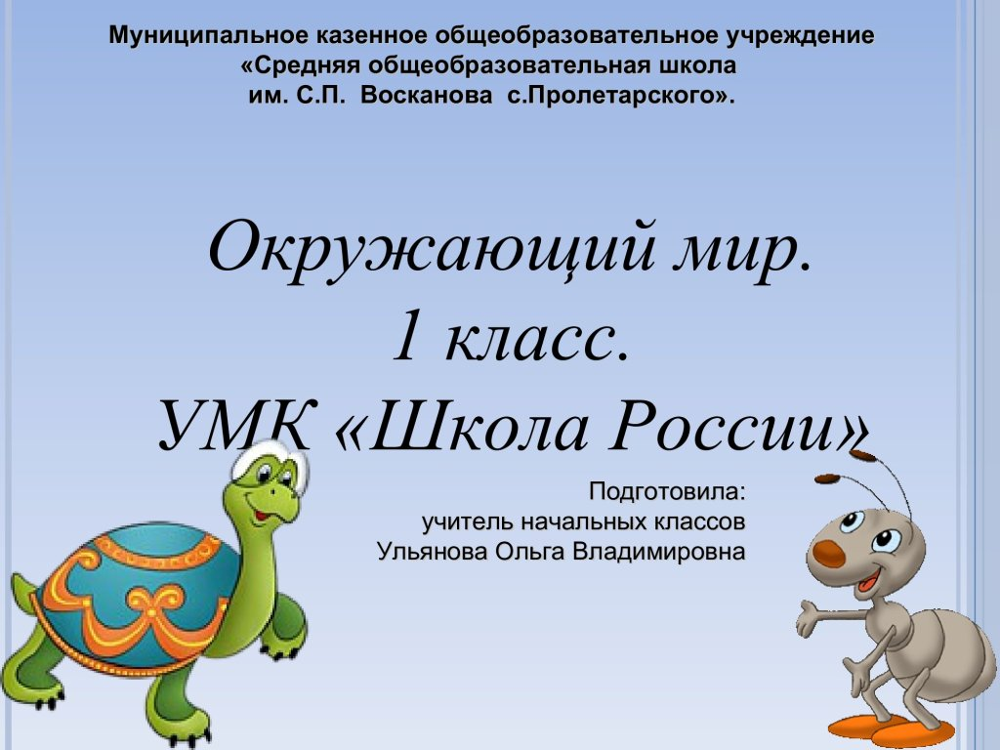 Муниципальное казенное общеобразовательное учреждение
«Средняя общеобразовательная школа
им. С.П. Восканова с.Пролетарского».
Окружающий мир.
1 класс.
УМК «Школа России»
Подготовила:
учитель начальных классов
Ульянова Ольга Владимировна